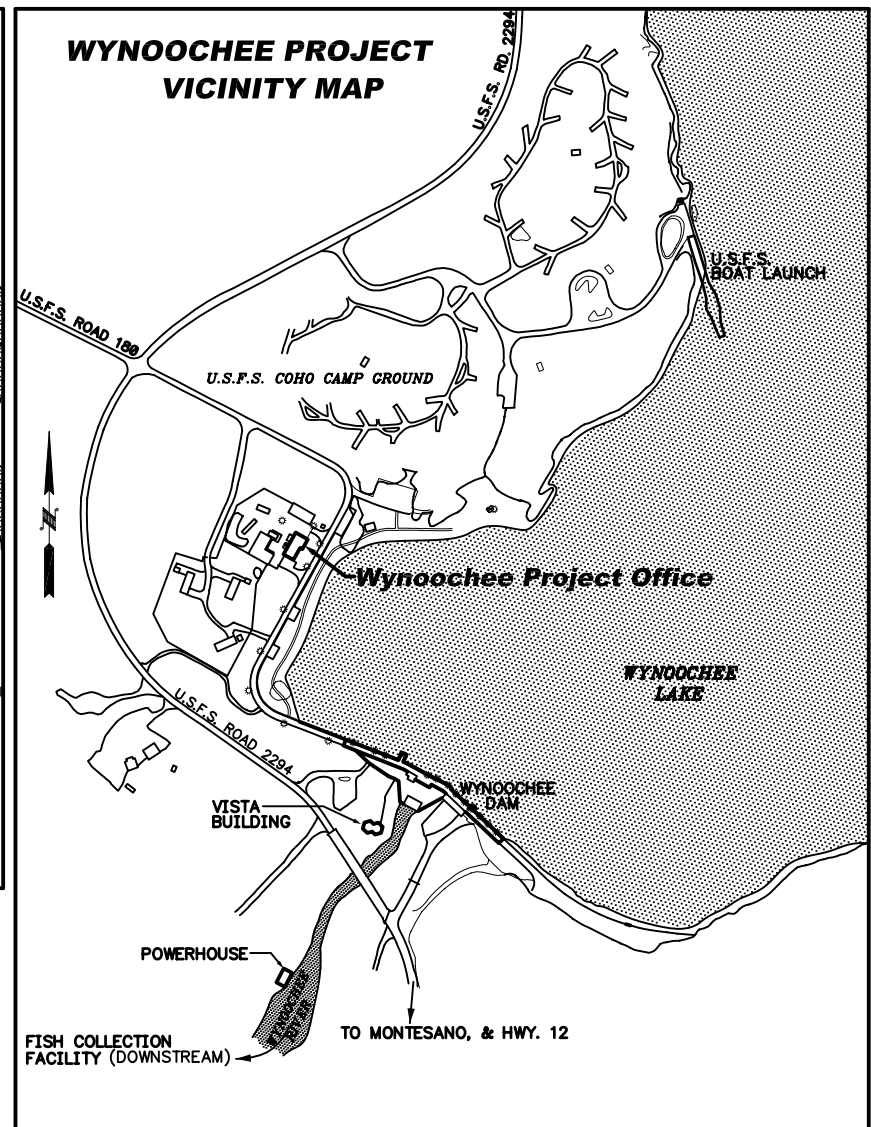 WYNOOCHEE PROJECT
VICINITY MAP
U.S.F.S. RD. 2294
U.S.F.S.
BOAT LAUNCH
U.S.F.S. ROAD 180
U.S.F.S. COHO CAMP GROUND
N
Wynoochee Project Office
WYNOOCHEE
LAKE
U.S.F.S. ROAD 2294
WYNOOCHEE
DAM
VISTA
BUILDING
POWERHOUSE
WYNOOCHEE
RIVER
TO MONTESANO, & HWY. 12
FISH COLLECTION
FACILITY (DOWNSTREAM)